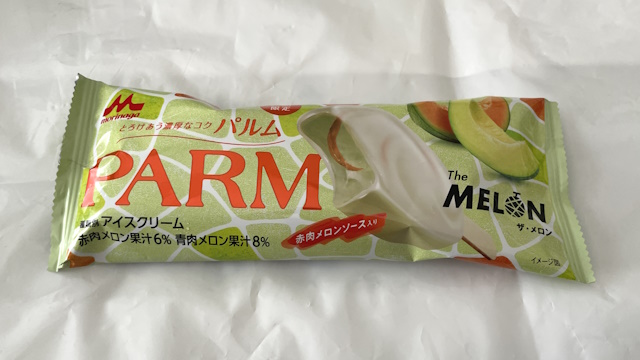 morinaga
限定
とろけあう濃厚なコク パルム
PARM
The
MELON
ザ・メロン
種類別 アイスクリーム
赤肉メロン果汁6% 青肉メロン果汁8%
赤肉メロンソース入り
イメージ図